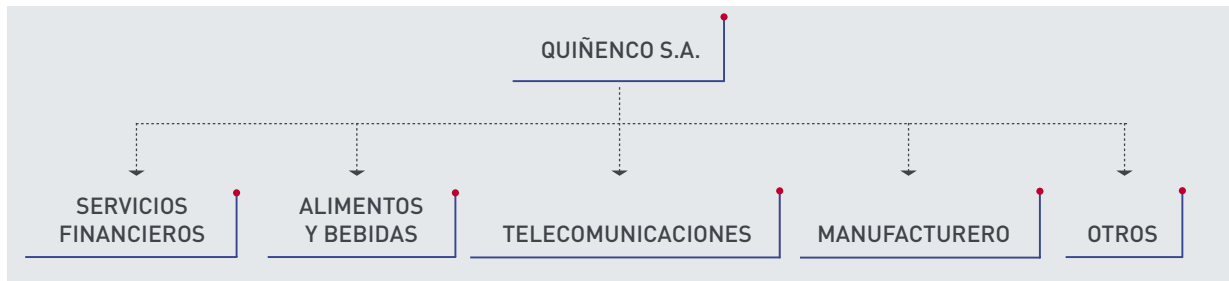 QUIÑENCO S.A.
SERVICIOS
FINANCIEROS
ALIMENTOS
Y BEBIDAS
TELECOMUNICACIONES
MANUFACTURERO
OTROS